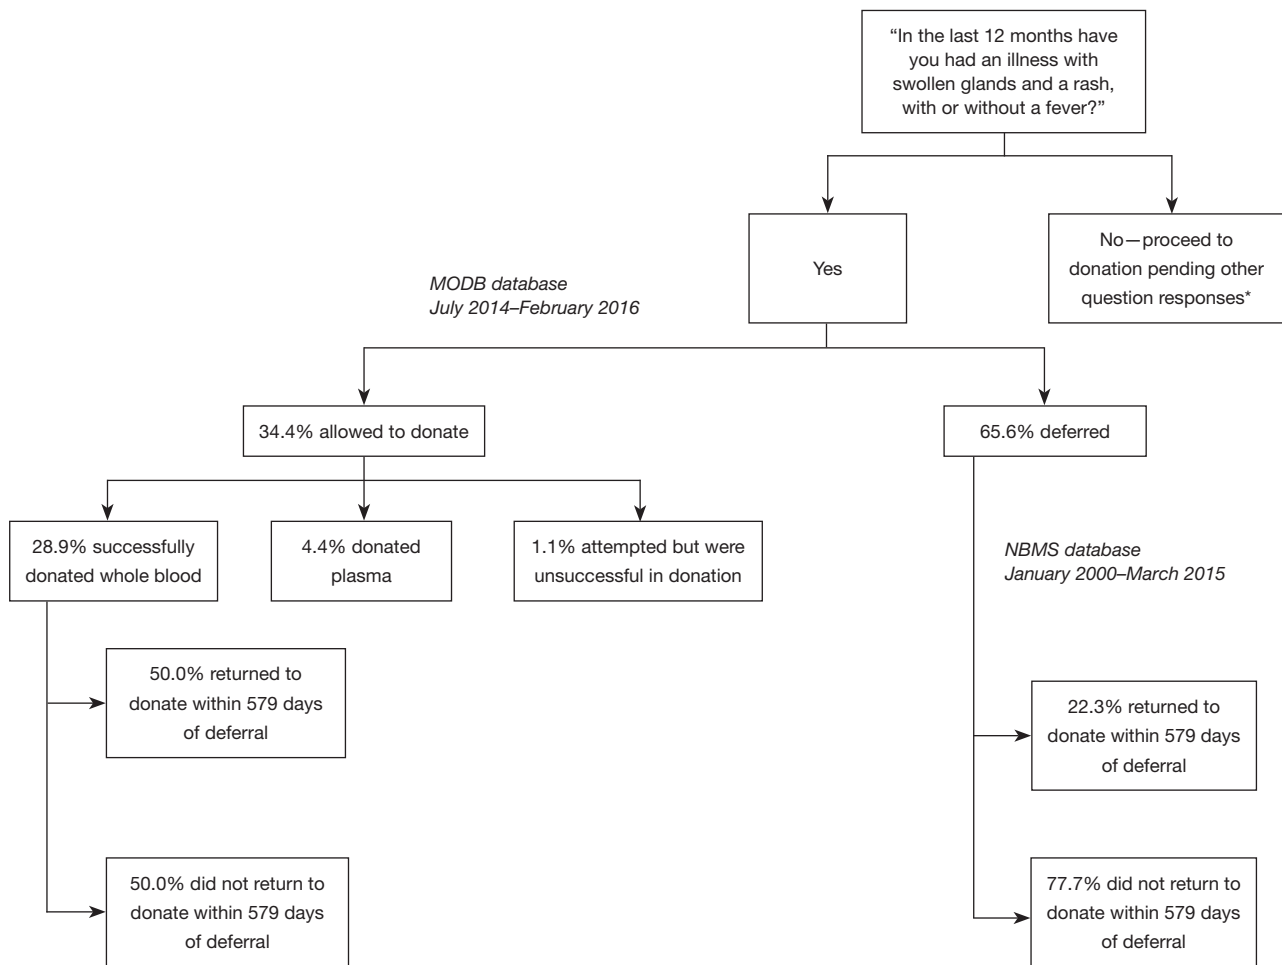 “In the last 12 months have
you had an illness with
swollen glands and a rash,
with or without a fever?”
Yes
No—proceed to
donation pending other
question responses*
MODB database
July 2014–February 2016
34.4% allowed to donate
65.6% deferred
28.9% successfully
donated whole blood
4.4% donated
plasma
1.1% attempted but were
unsuccessful in donation
NBMS database
January 2000–March 2015
50.0% returned to
donate within 579 days
of deferral
22.3% returned to
donate within 579 days
of deferral
50.0% did not return to
donate within 579 days
of deferral
77.7% did not return to
donate within 579 days
of deferral